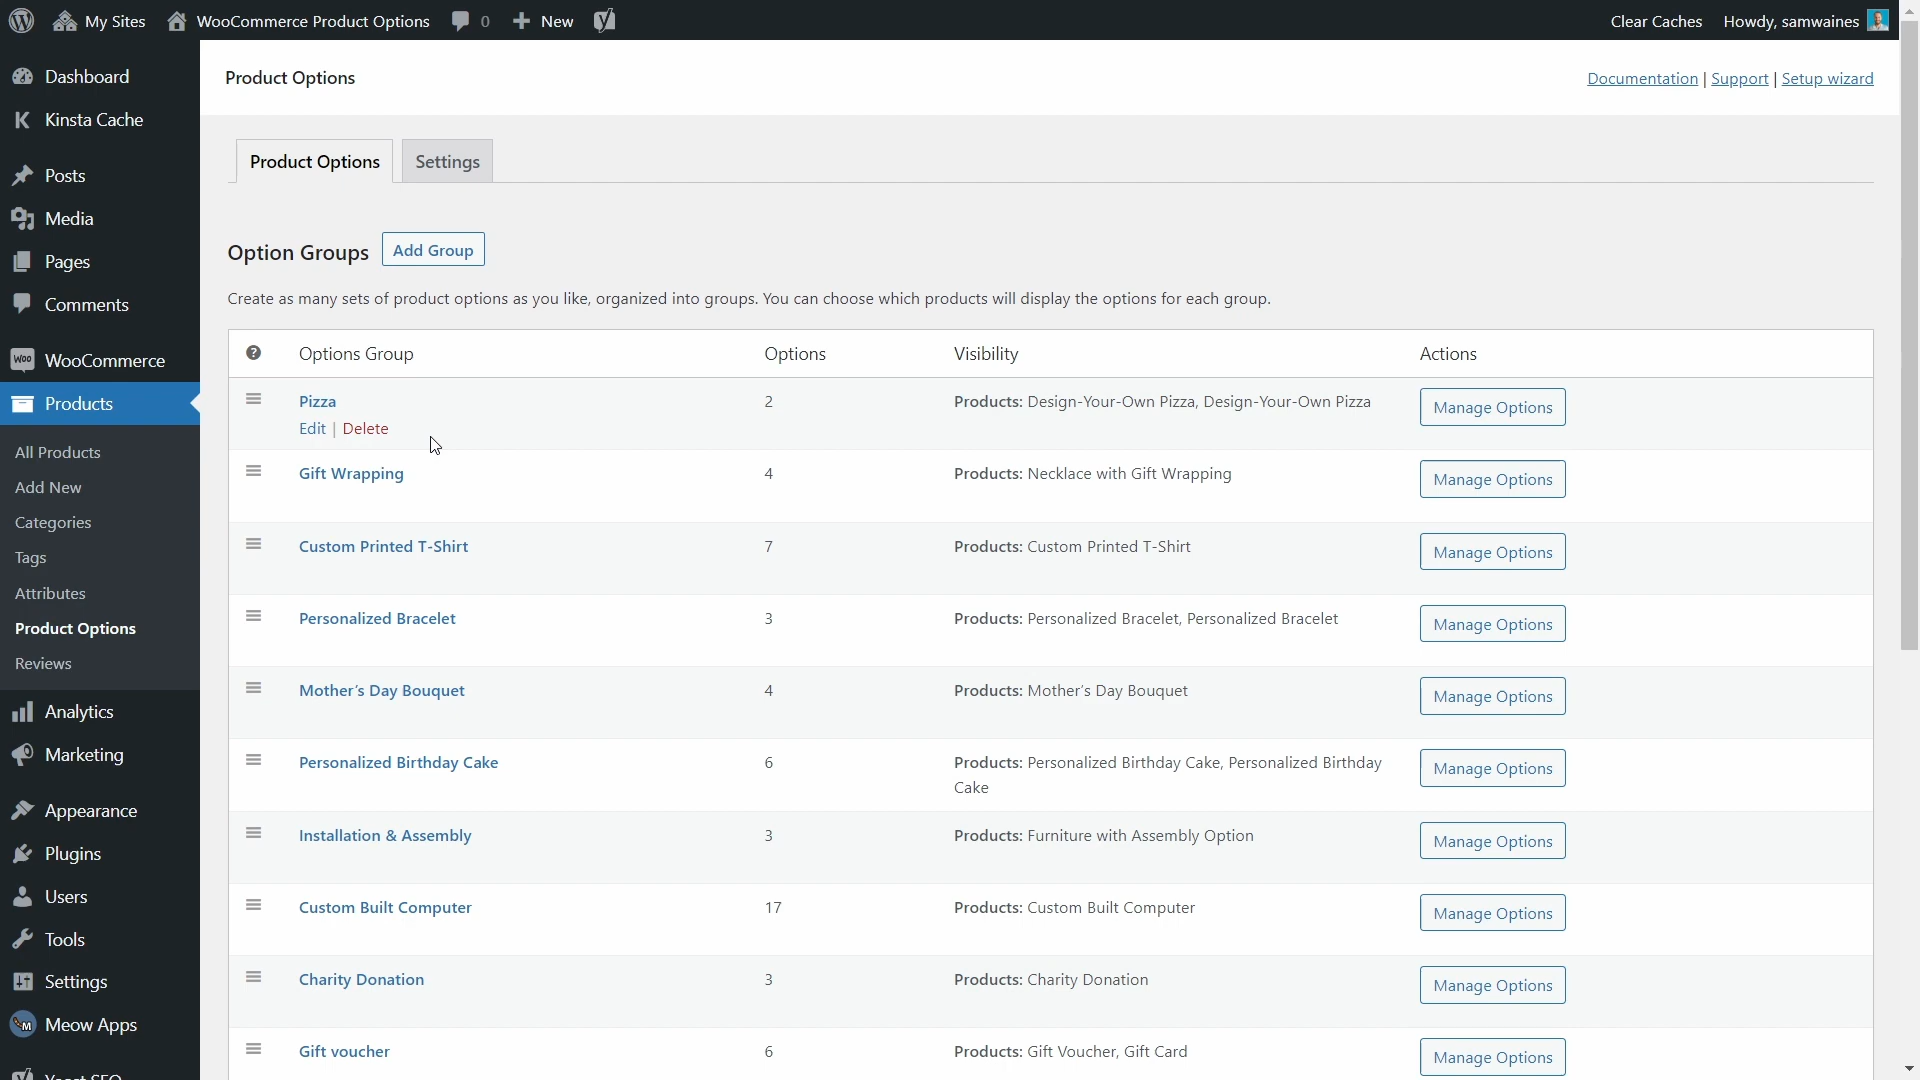 My Sites WooCommerce Product Options 0 New Clear Caches Howdy, samwaines
Dashboard
Kinsta Cache
Posts
Media
Pages
Comments
WooCommerce
Products
All Products
Add New
Categories
Tags
Attributes
Product Options
Reviews
Analytics
Marketing
Appearance
Plugins
Users
Tools
Settings
Meow Apps
Yoast SEO
Product Options
Documentation | Support | Setup wizard
Product Options Settings
Option Groups Add Group
Create as many sets of product options as you like, organized into groups. You can choose which products will display the options for each group.
Options Group Options Visibility Actions
Pizza 2 Products: Design-Your-Own Pizza, Design-Your-Own Pizza Manage Options
Edit | Delete
Gift Wrapping 4 Products: Necklace with Gift Wrapping Manage Options
Custom Printed T-Shirt 7 Products: Custom Printed T-Shirt Manage Options
Personalized Bracelet 3 Products: Personalized Bracelet, Personalized Bracelet Manage Options
Mother's Day Bouquet 4 Products: Mother's Day Bouquet Manage Options
Personalized Birthday Cake 6 Products: Personalized Birthday Cake, Personalized Birthday Manage Options
Cake
Installation & Assembly 3 Products: Furniture with Assembly Option Manage Options
Custom Built Computer 17 Products: Custom Built Computer Manage Options
Charity Donation 3 Products: Charity Donation Manage Options
Gift voucher 6 Products: Gift Voucher, Gift Card Manage Options